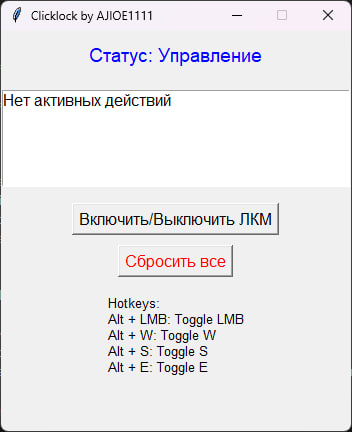 Clicklock by AJIOE1111
Статус: Управление
Нет активных действий
Включить/Выключить ЛКМ
Сбросить все
Hotkeys:
Alt + LMB: Toggle LMB
Alt + W: Toggle W
Alt + S: Toggle S
Alt + E: Toggle E